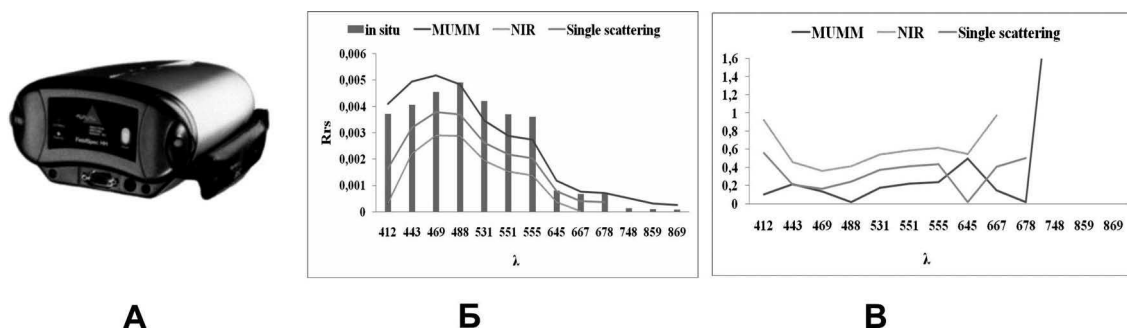 in situ MUMM NIR Single scattering
0,006
0,005
0,004
0,003
0,002
0,001
0
Rrs
412 443 469 488 531 551 555 645 667 678 748 859 869
λ
MUMM NIR Single scattering
1,6
1,4
1,2
1
0,8
0,6
0,4
0,2
0
412 443 469 488 531 551 555 645 667 678 748 859 869
λ
А Б В